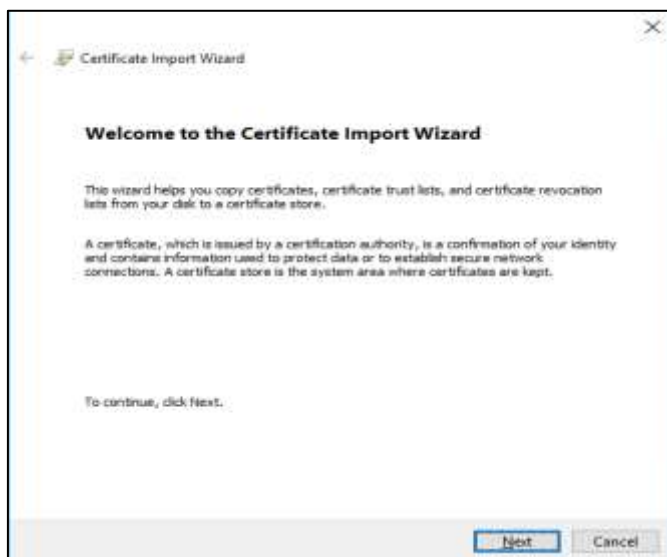 Certificate Import Wizard
Welcome to the Certificate Import Wizard
This wizard helps you copy certificates, certificate trust lists, and certificate revocation
lists from your disk to a certificate store.
A certificate, which is issued by a certification authority, is a confirmation of your identity
and contains information used to protect data or to establish secure network
connections. A certificate store is the system area where certificates are kept.
To continue, click Next.
Next Cancel